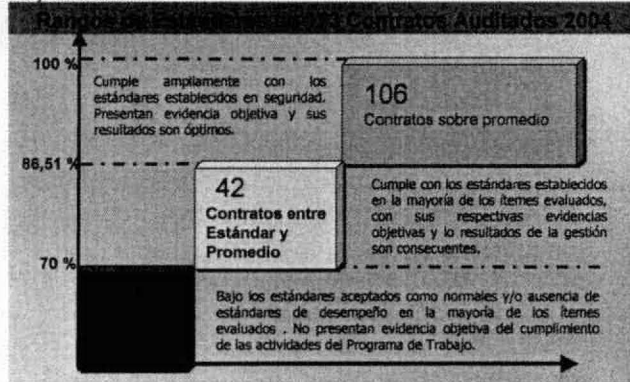 Rangos de Estándares en 173 Contratos Auditados 2004
100 %
Cumple ampliamente con los
estándares establecidos en seguridad.
Presentan evidencia objetiva y sus
resultados son óptimos.
106
Contratos sobre promedio
86,51 %
42
Contratos entre
Estándar y
Promedio
Cumple con los estándares establecidos
en la mayoría de los ítemes evaluados,
con sus respectivas evidencias
objetivas y lo resultados de la gestión
son consecuentes.
70 %
Bajo los estándares aceptados como normales y/o ausencia de
estándares de desempeño en la mayoría de los ítemes
evaluados . No presentan evidencia objetiva del cumplimiento
de las actividades del Programa de Trabajo.